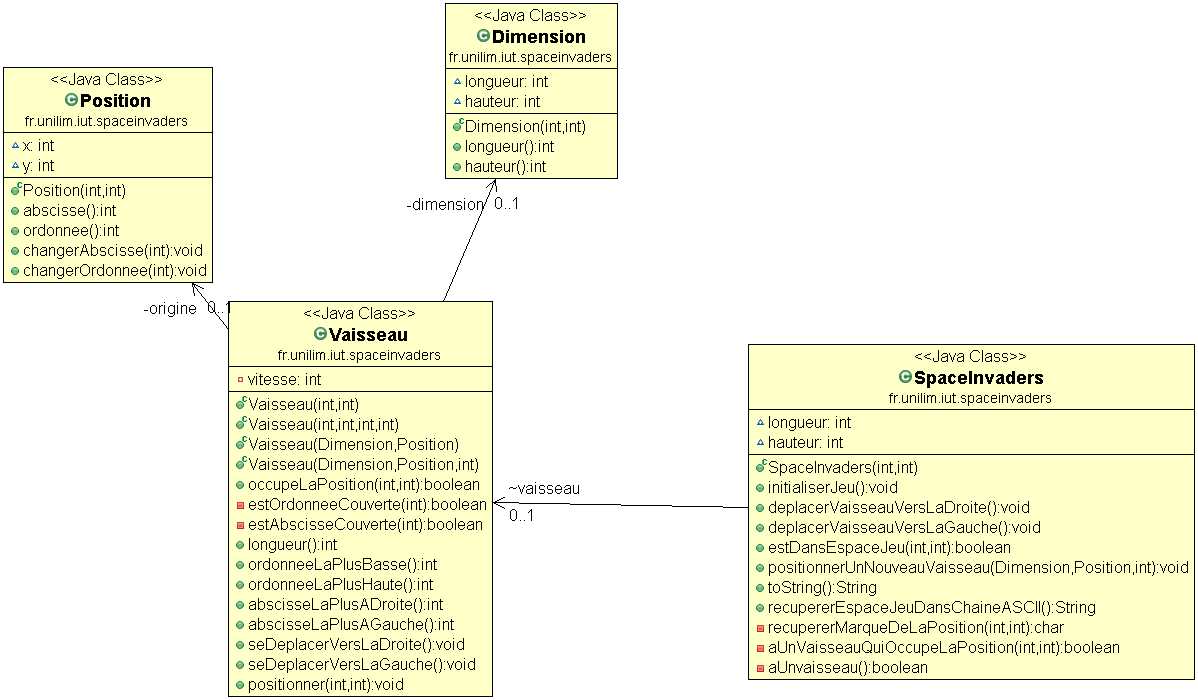 <<Java Class>>
Dimension
fr.unilim.iut.spaceinvaders
longueur: int
hauteur: int
Dimension(int,int)
longueur():int
hauteur():int
<<Java Class>>
Position
fr.unilim.iut.spaceinvaders
x: int
y: int
Position(int,int)
abscisse():int
ordonnee():int
changerAbscisse(int):void
changerOrdonnee(int):void
-dimension 0..1
-origine 0..1
<<Java Class>>
Vaisseau
fr.unilim.iut.spaceinvaders
vitesse: int
Vaisseau(int,int)
Vaisseau(int,int,int,int)
Vaisseau(Dimension,Position)
Vaisseau(Dimension,Position,int)
occupeLaPosition(int,int):boolean
estOrdonneeCouverte(int):boolean
estAbscisseCouverte(int):boolean
longueur():int
ordonneeLaPlusBasse():int
ordonneeLaPlusHaute():int
abscisseLaPlusADroite():int
abscisseLaPlusAGauche():int
seDeplacerVersLaDroite():void
seDeplacerVersLaGauche():void
positionner(int,int):void
~vaisseau
0..1
<<Java Class>>
SpaceInvaders
fr.unilim.iut.spaceinvaders
longueur: int
hauteur: int
SpaceInvaders(int,int)
initialiserJeu():void
deplacerVaisseauVersLaDroite():void
deplacerVaisseauVersLaGauche():void
estDansEspaceJeu(int,int):boolean
positionnerUnNouveauVaisseau(Dimension,Position,int):void
toString():String
recupererEspaceJeuDansChaineASCII():String
recupererMarqueDeLaPosition(int,int):char
aUnVaisseauQuiOccupeLaPosition(int,int):boolean
aUnvaisseau():boolean